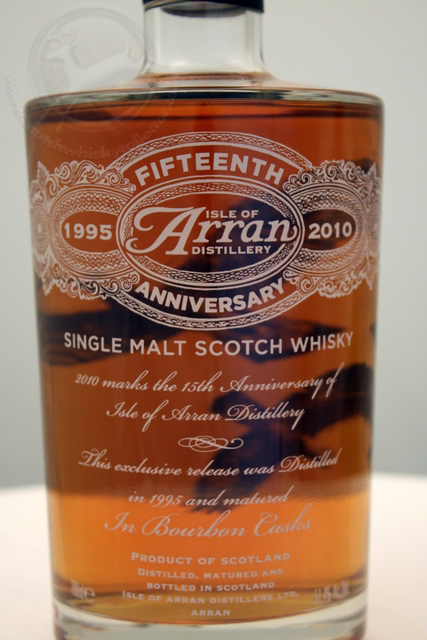 FIFTEENTH
1995
ISLE OF
Arran
DISTILLERY
2010
ANNIVERSARY
SINGLE MALT SCOTCH WHISKY
2010 marks the 15th Anniversary of
Isle of Arran Distillery
This exclusive release was Distilled
in 1995 and matured
In Bourbon Casks
PRODUCT OF SCOTLAND
DISTILLED, MATURED AND
BOTTLED IN SCOTLAND
ISLE OF ARRAN DISTILLERS LTD,
ARRAN